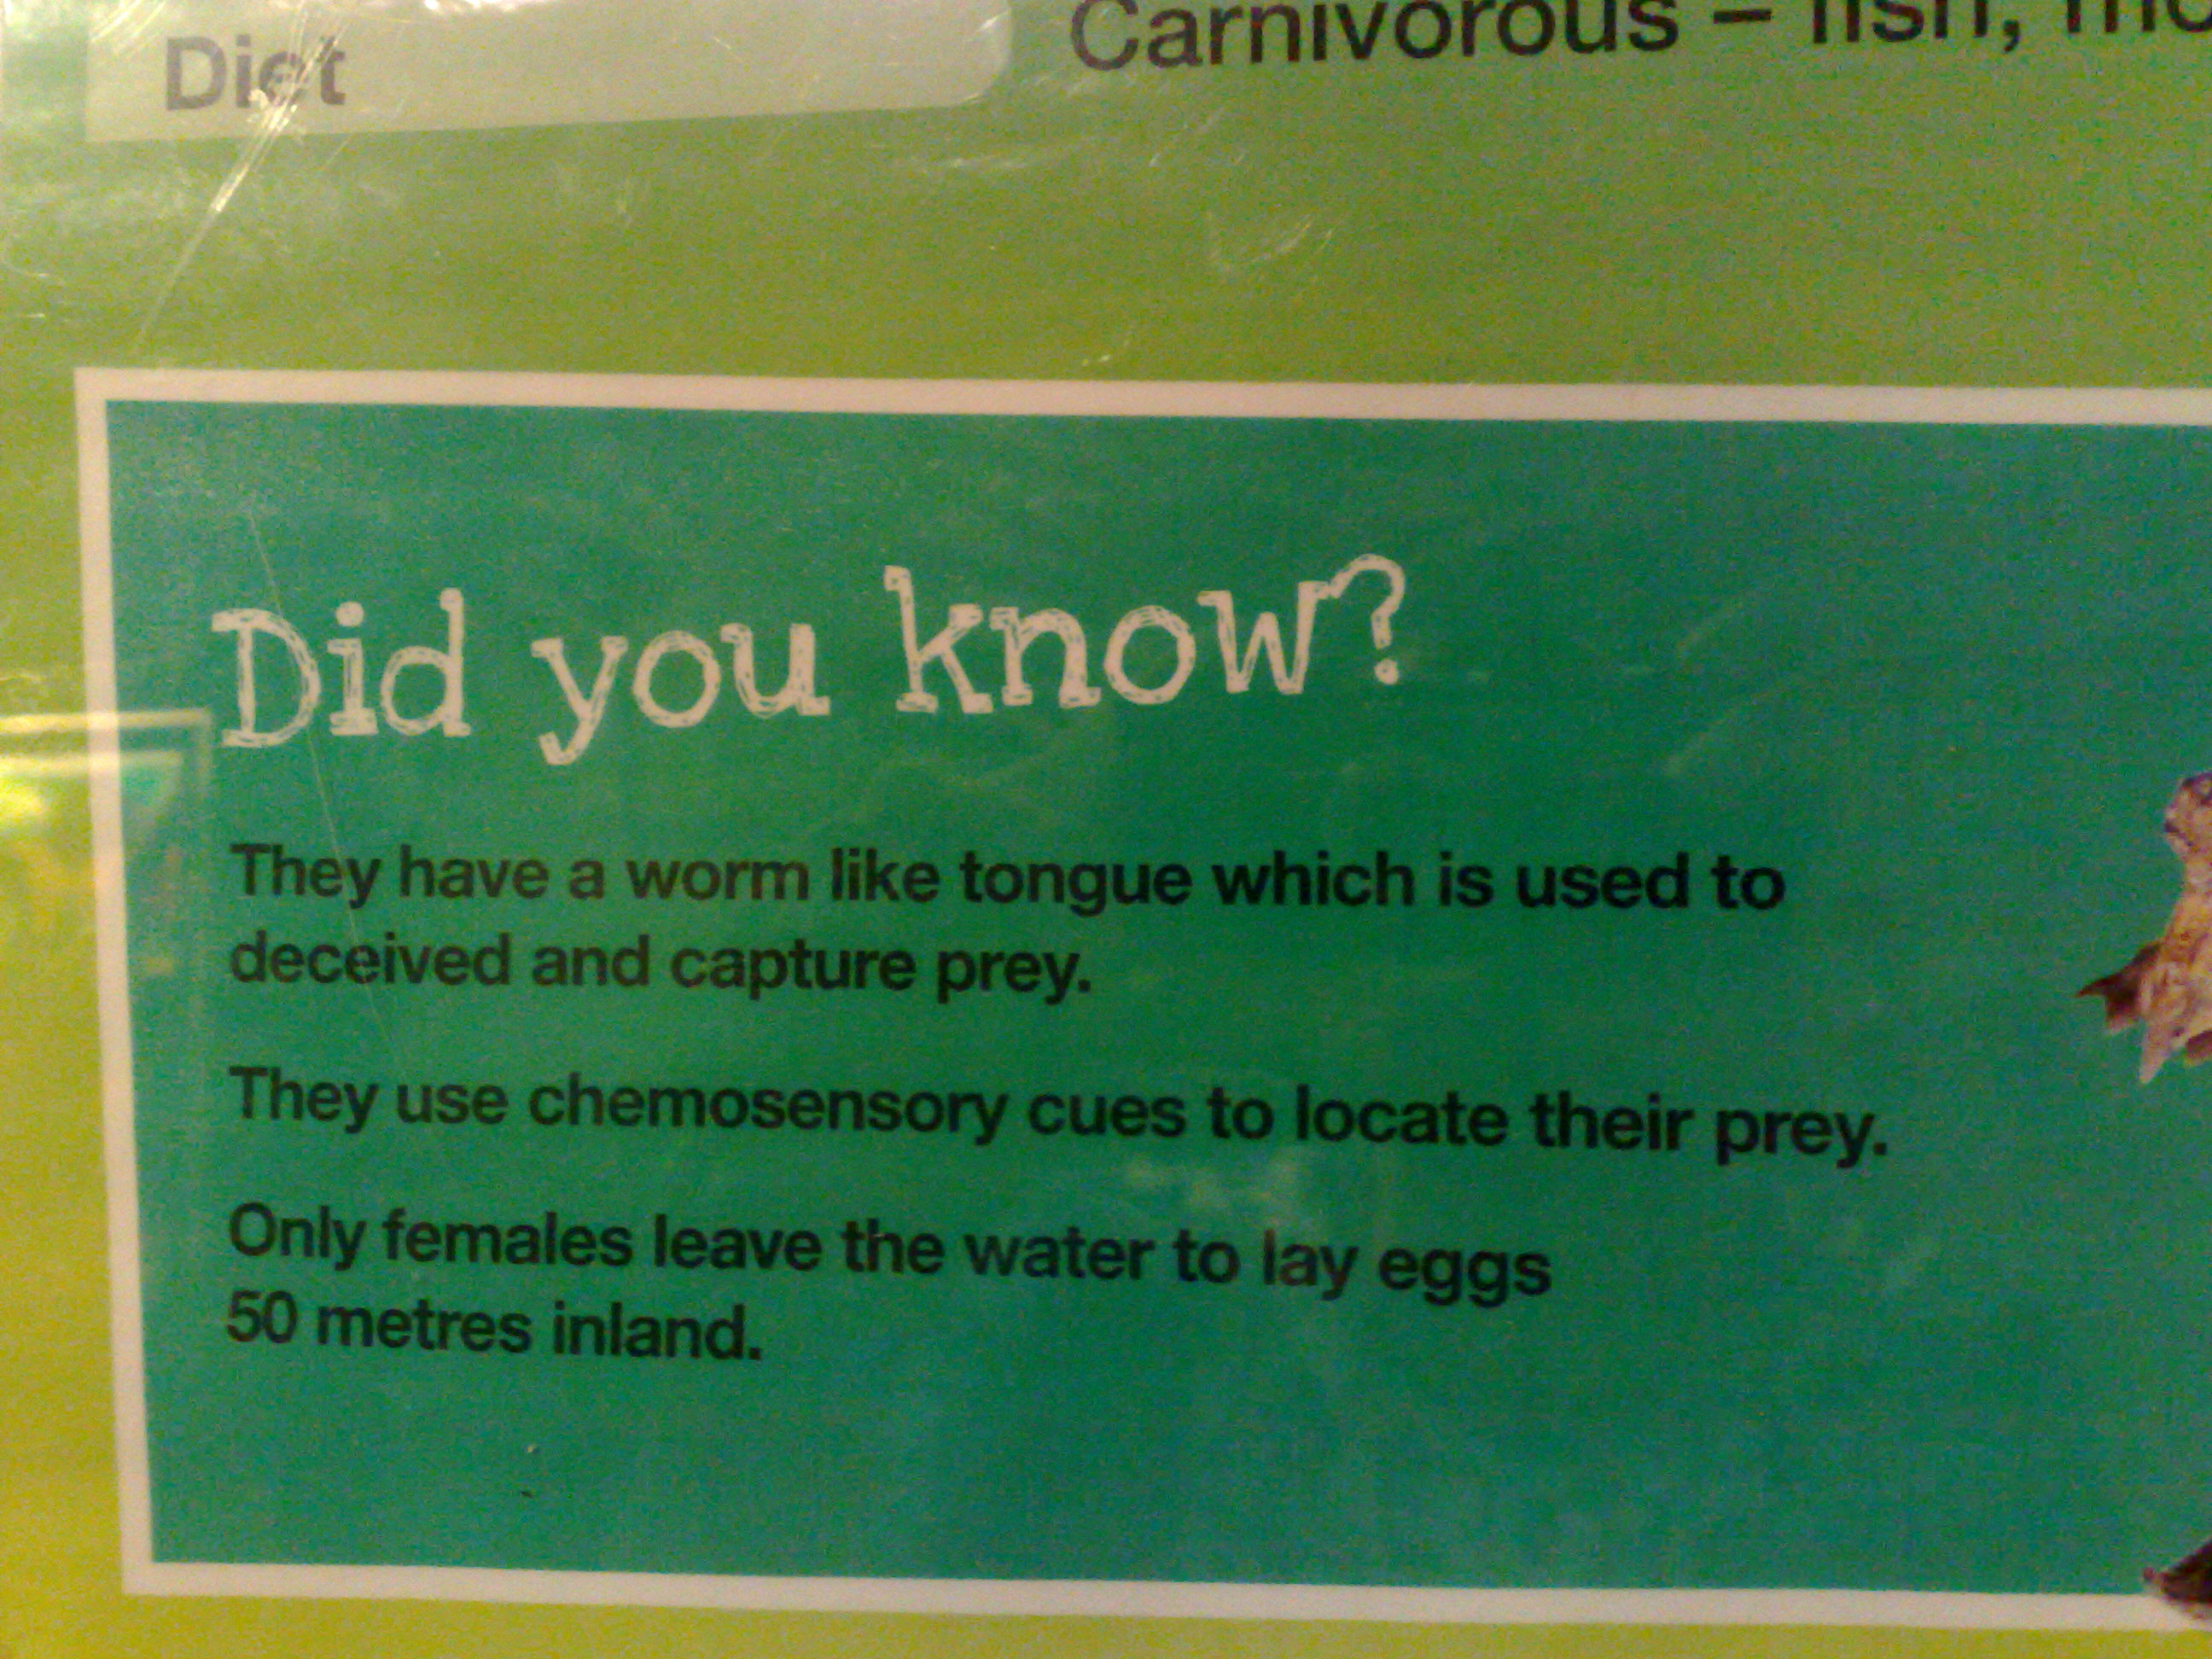 Diet
Carnivorous – fish,
Did you know?
They have a worm like tongue which is used to
deceived and capture prey.
They use chemosensory cues to locate their prey.
Only females leave the water to lay eggs
50 metres inland.